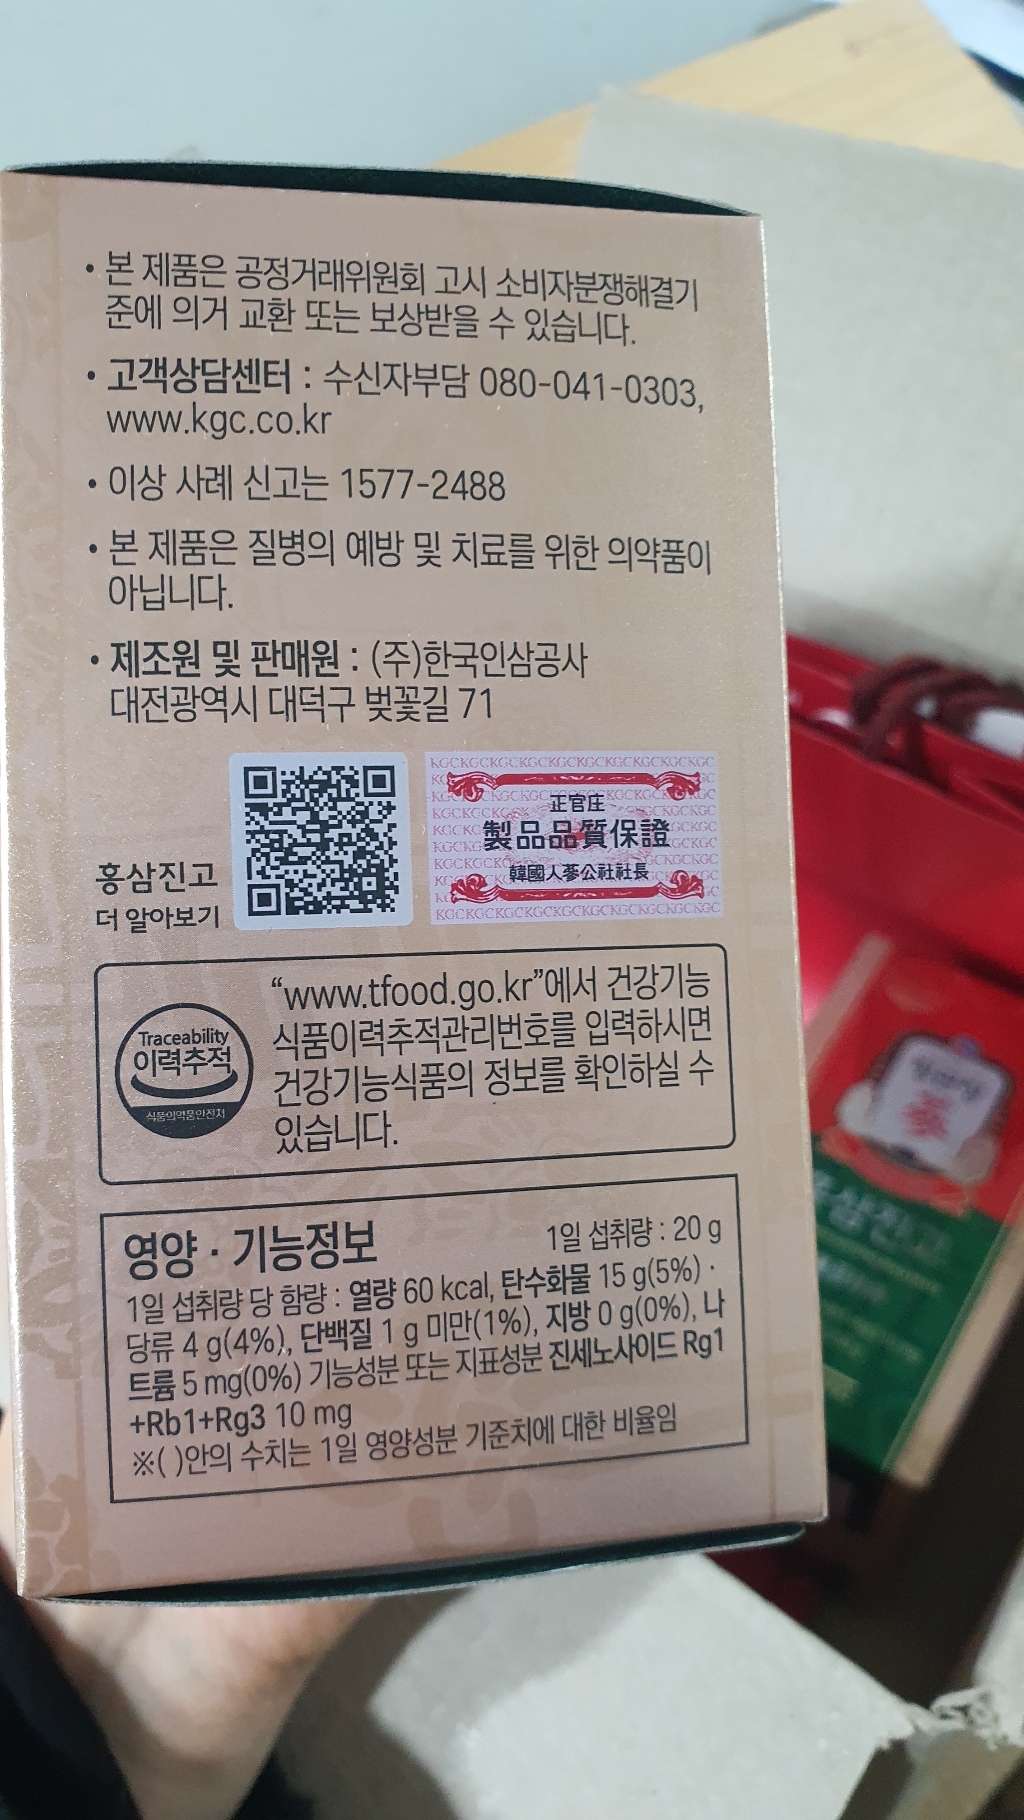 • 본 제품은 공정거래위원회 고시 소비자분쟁해결기
준에 의거 교환 또는 보상받을 수 있습니다.
• 고객상담센터 : 수신자부담 080-041-0303,
www.kgc.co.kr
• 이상 사례 신고는 1577-2488
• 본 제품은 질병의 예방 및 치료를 위한 의약품이
아닙니다.
• 제조원 및 판매원 : (주)한국인삼공사
대전광역시 대덕구 벚꽃길 71
홍삼진고
더 알아보기
KGCKGCKGCKGCKGCKGCKGCKGCKGCKGC
正官庄
製品品質保證
韓國人蔘公社社長
KGCKGCKGCKGCKGCKGCKGCKGCKGCKGC
Traceability
이력추적
식품의약품안전처
“www.tfood.go.kr”에서 건강기능
식품이력추적관리번호를 입력하시면
건강기능식품의 정보를 확인하실 수
있습니다.
영양 · 기능정보 1일 섭취량 : 20 g
1일 섭취량 당 함량 : 열량 60 kcal, 탄수화물 15 g(5%) ·
당류 4 g(4%), 단백질 1 g 미만(1%), 지방 0 g(0%), 나
트륨 5 mg(0%) 기능성분 또는 지표성분 진세노사이드 Rg1
+Rb1+Rg3 10 mg
※( )안의 수치는 1일 영양성분 기준치에 대한 비율임